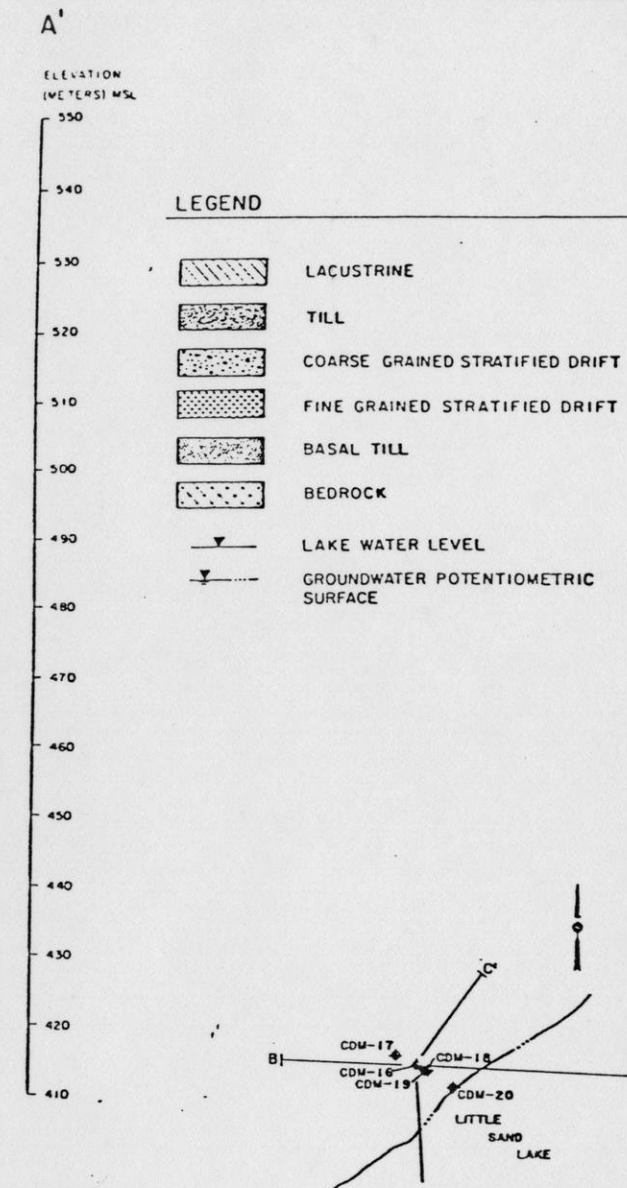 A'
ELEVATION
(METERS) MSL
550
540
530
520
510
500
490
480
470
460
450
440
430
420
410
LEGEND
LACUSTRINE
TILL
COARSE GRAINED STRATIFIED DRIFT
FINE GRAINED STRATIFIED DRIFT
BASAL TILL
BEDROCK
LAKE WATER LEVEL
GROUNDWATER POTENTIOMETRIC
SURFACE
C'
B
CDM-17
CDM-18
CDM-16
CDM-19
CDM-20
LITTLE
SAND
LAKE